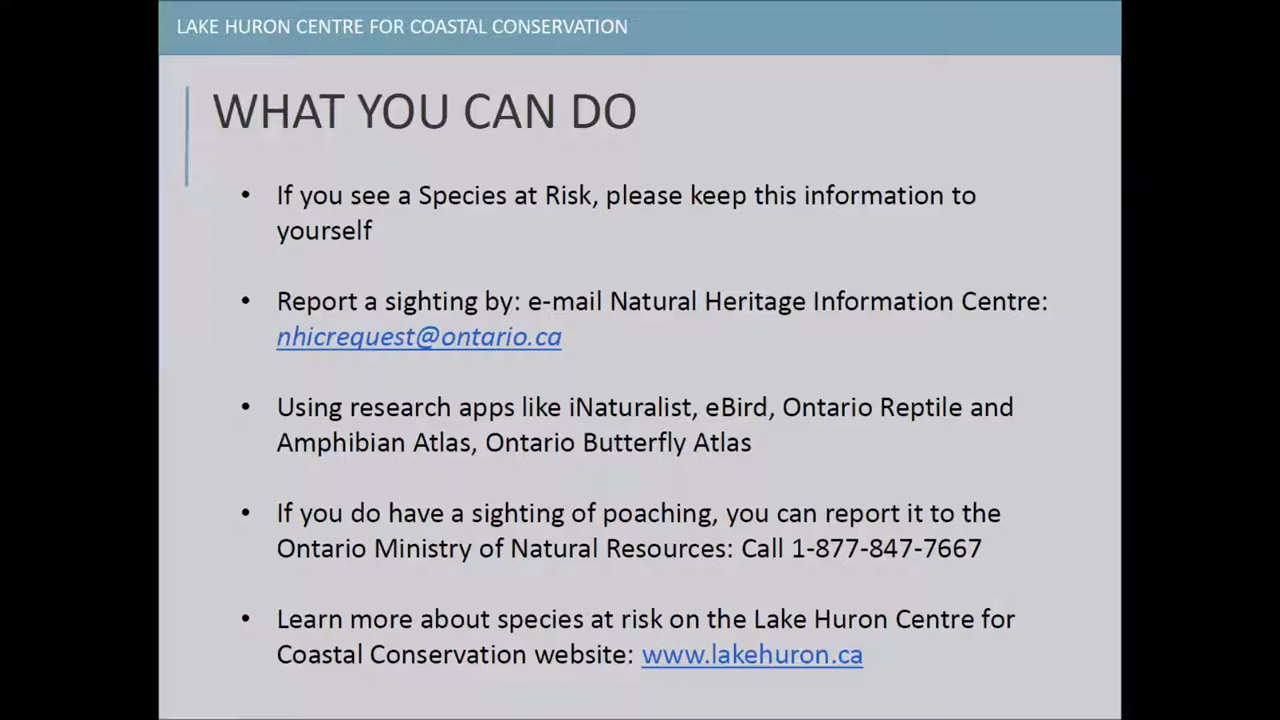 LAKE HURON CENTRE FOR COASTAL CONSERVATION
WHAT YOU CAN DO
• If you see a Species at Risk, please keep this information to
yourself
• Report a sighting by: e-mail Natural Heritage Information Centre:
nhicrequest@ontario.ca
• Using research apps like iNaturalist, eBird, Ontario Reptile and
Amphibian Atlas, Ontario Butterfly Atlas
• If you do have a sighting of poaching, you can report it to the
Ontario Ministry of Natural Resources: Call 1-877-847-7667
• Learn more about species at risk on the Lake Huron Centre for
Coastal Conservation website: www.lakehuron.ca